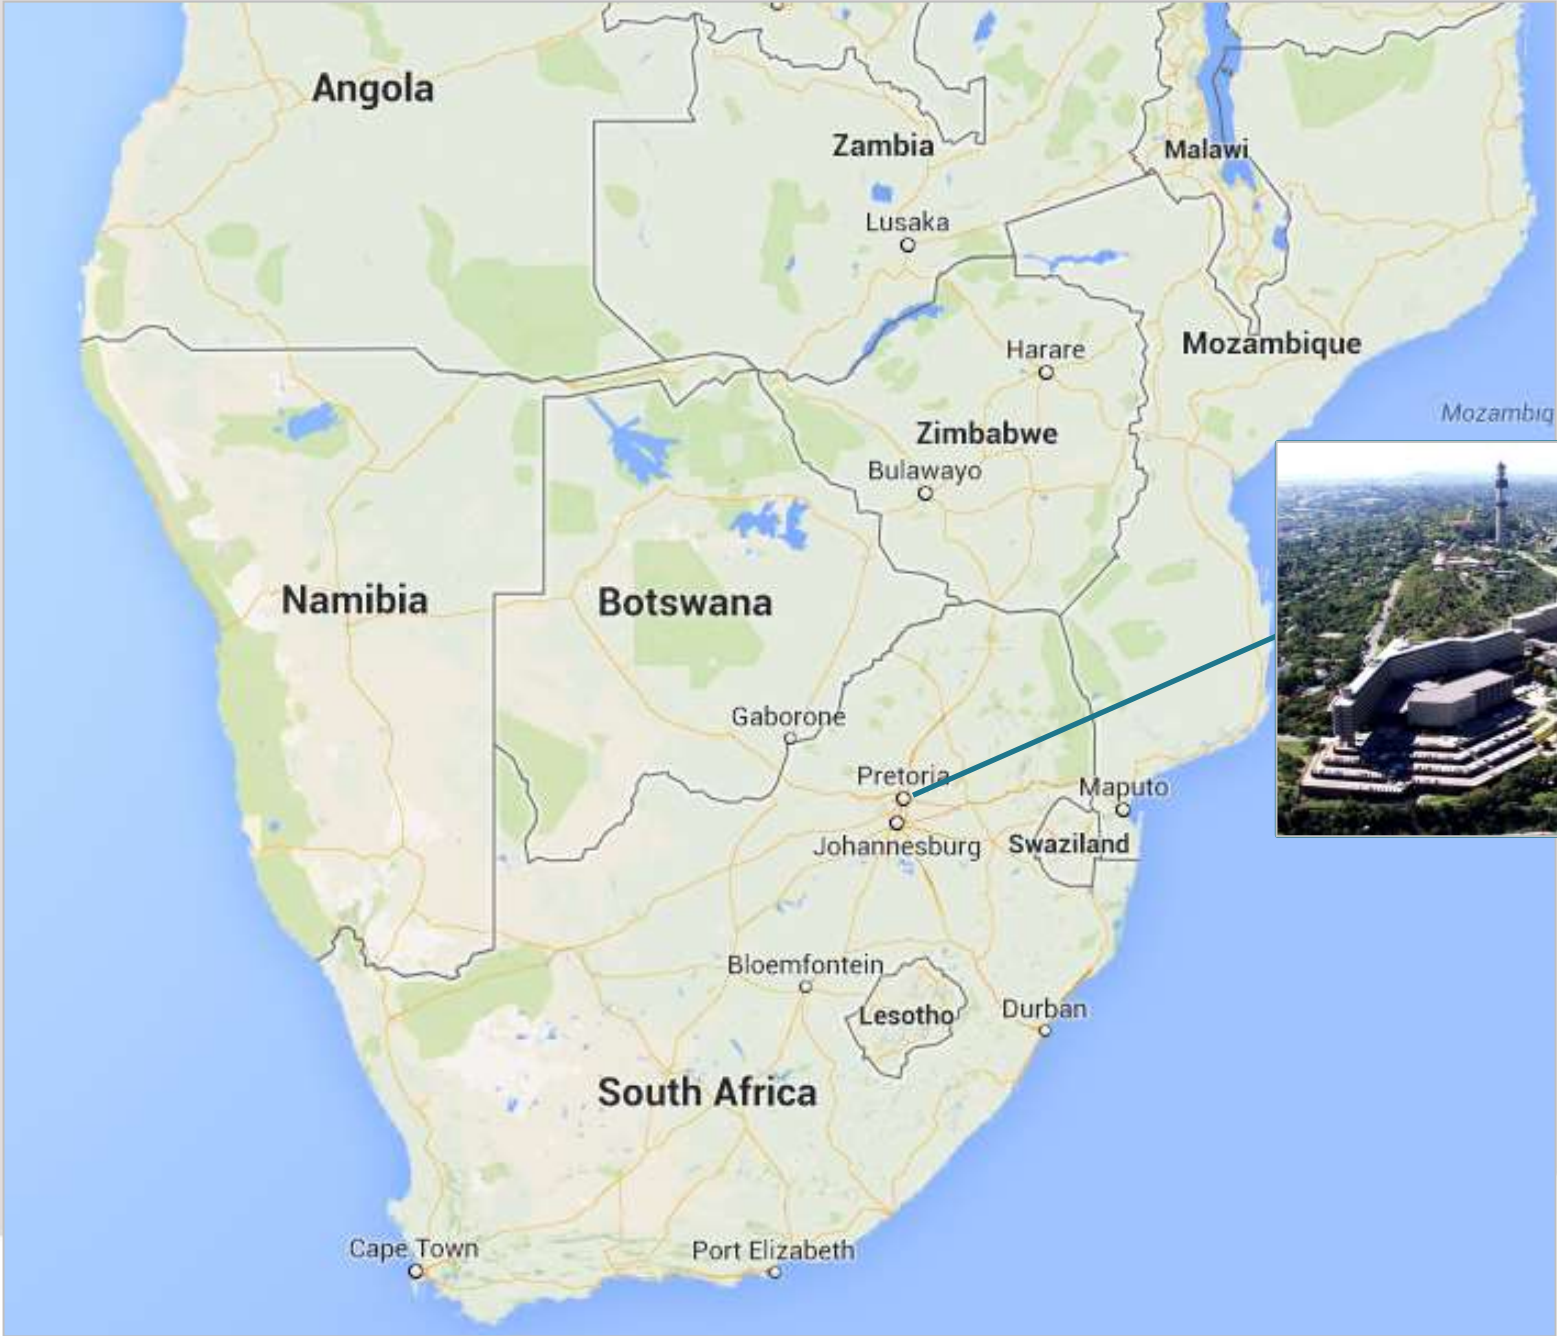 Angola
Zambia
Malawi
Lusaka
Mozambique
Harare
Mozambiq
Zimbabwe
Bulawayo
Namibia
Botswana
Gaborone
Pretoria
Maputo
Johannesburg
Swaziland
Bloemfontein
Lesotho
Durban
South Africa
Cape Town
Port Elizabeth